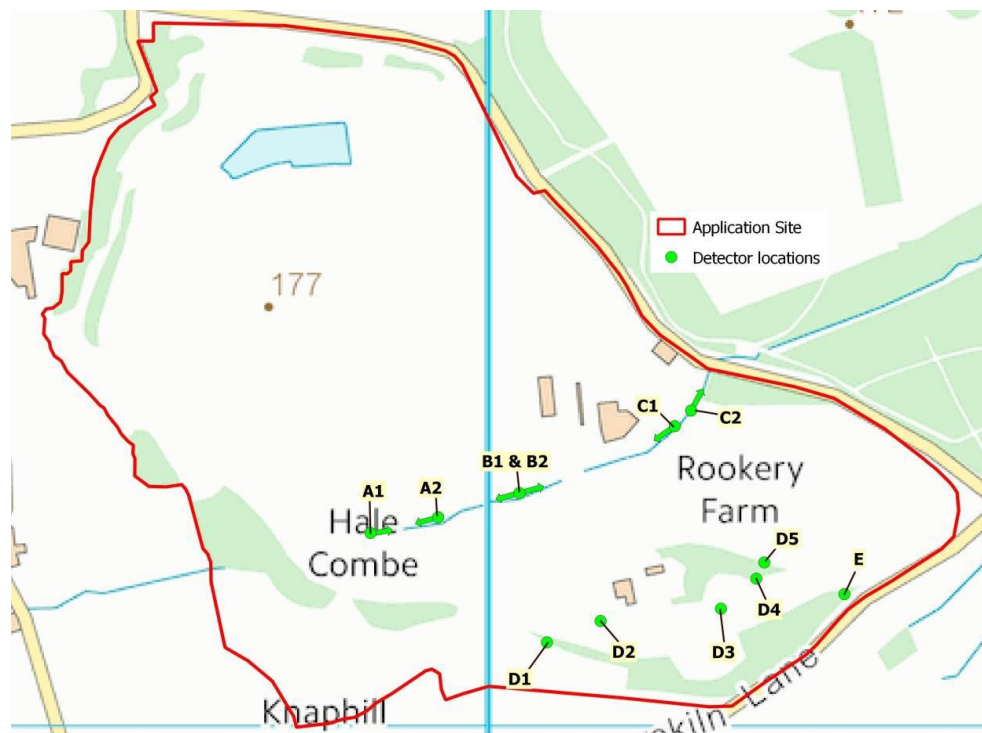 177
Application Site
Detector locations
C1
C2
B1 & B2
Rookery
Farm
A1
A2
Hale
Combe
D5
D4
E
D3
D2
D1
Knaphill
Lane